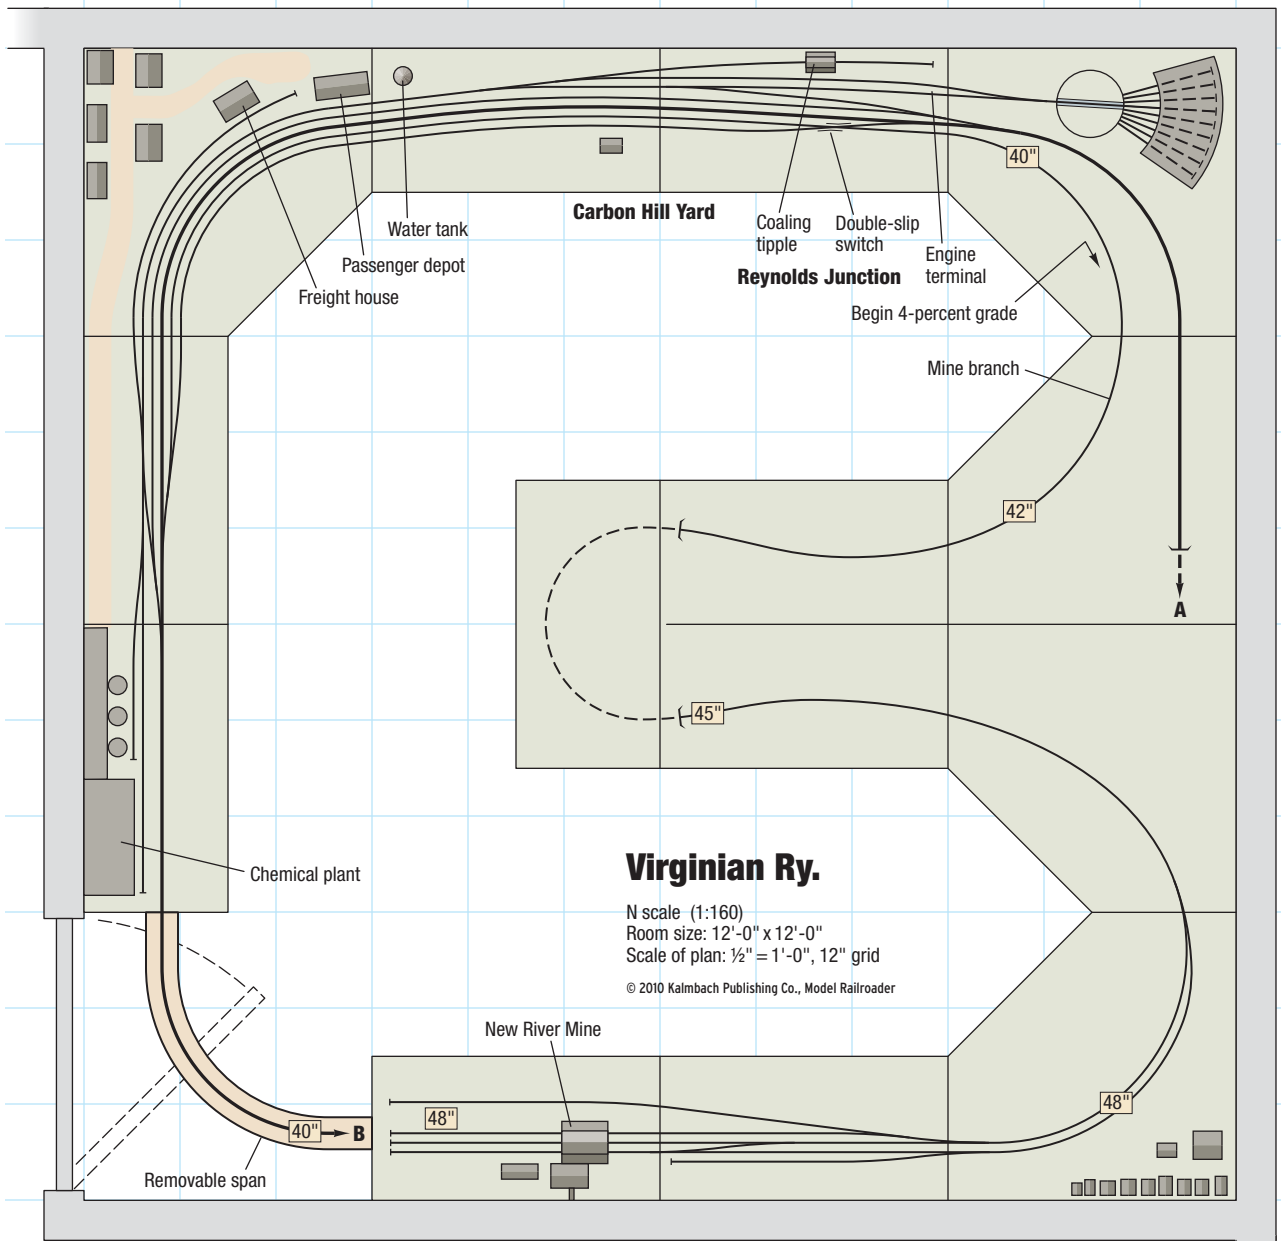 40"
Water tank
Carbon Hill Yard
Coaling
tipple
Double-slip
switch
Engine
terminal
Passenger depot
Reynolds Junction
Freight house
Begin 4-percent grade
Mine branch
42"
A
45"
Chemical plant
Virginian Ry.
N scale (1:160)
Room size: 12'-0" x 12'-0"
Scale of plan: ½" = 1'-0", 12" grid
© 2010 Kalmbach Publishing Co., Model Railroader
New River Mine
48"
48"
40"
B
Removable span